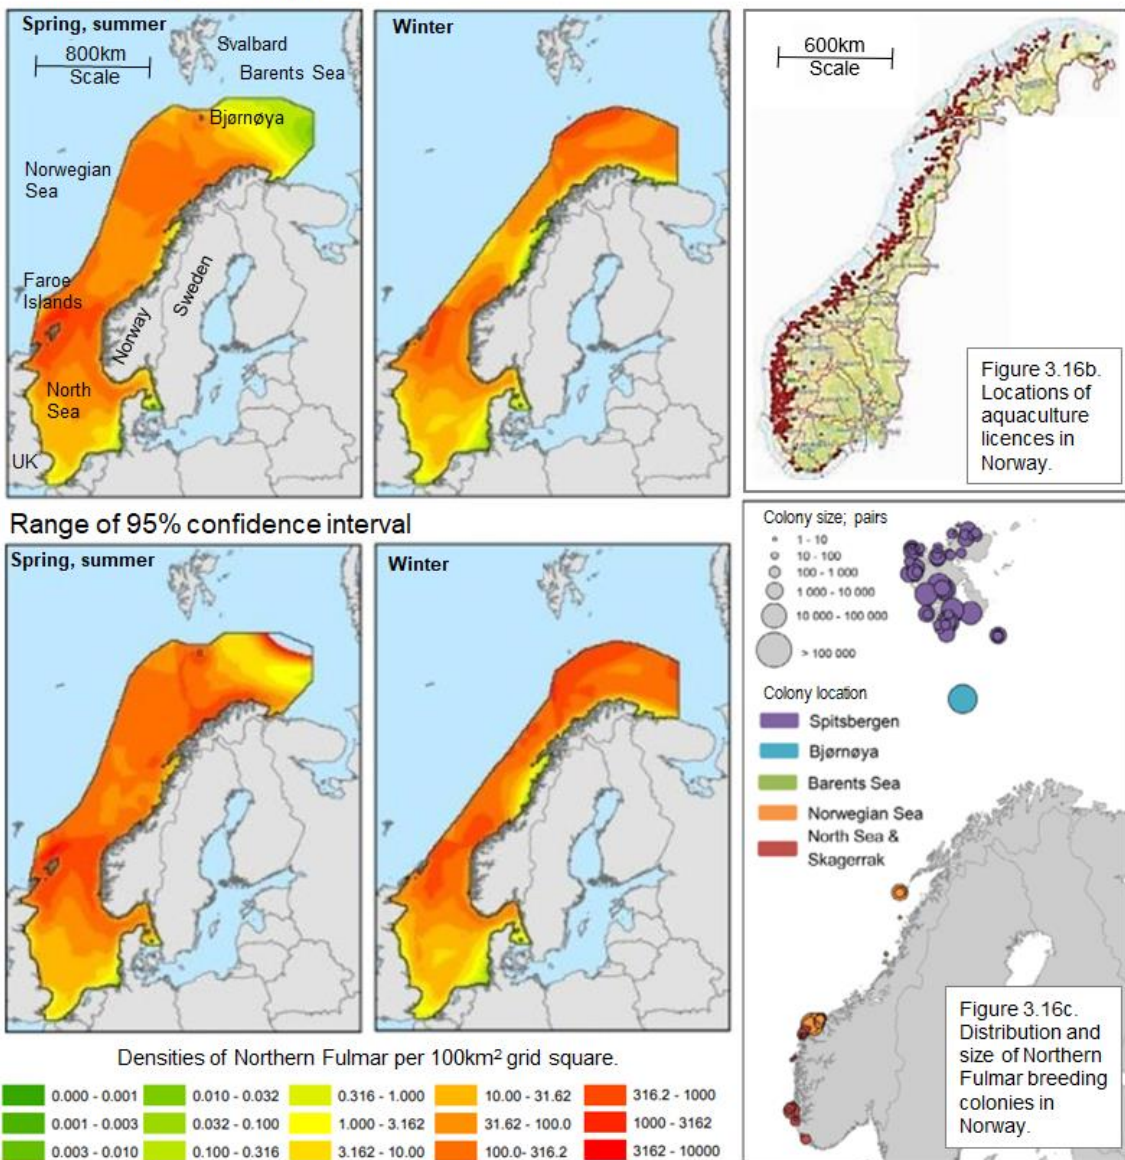 Spring, summer
800km
Scale
Svalbard
Barents Sea
Bjørnøya
Norwegian
Sea
Faroe
Islands
Norway
Sweden
North
Sea
UK
Winter
600km
Scale
Figure 3.16b.
Locations of
aquaculture
licences in
Norway.
Range of 95% confidence interval
Spring, summer
Winter
Densities of Northern Fulmar per 100km² grid square.
0.000 - 0.001
0.010 - 0.032
0.316 - 1.000
10.00 - 31.62
316.2 - 1000
0.001 - 0.003
0.032 - 0.100
1.000 - 3.162
31.62 - 100.0
1000 - 3162
0.003 - 0.010
0.100 - 0.316
3.162 - 10.00
100.0 - 316.2
3162 - 10000
Colony size; pairs
1 - 10
10 - 100
100 - 1 000
1 000 - 10 000
10 000 - 100 000
> 100 000
Colony location
Spitsbergen
Bjørnøya
Barents Sea
Norwegian Sea
North Sea &
Skagerrak
Figure 3.16c.
Distribution and
size of Northern
Fulmar breeding
colonies in
Norway.